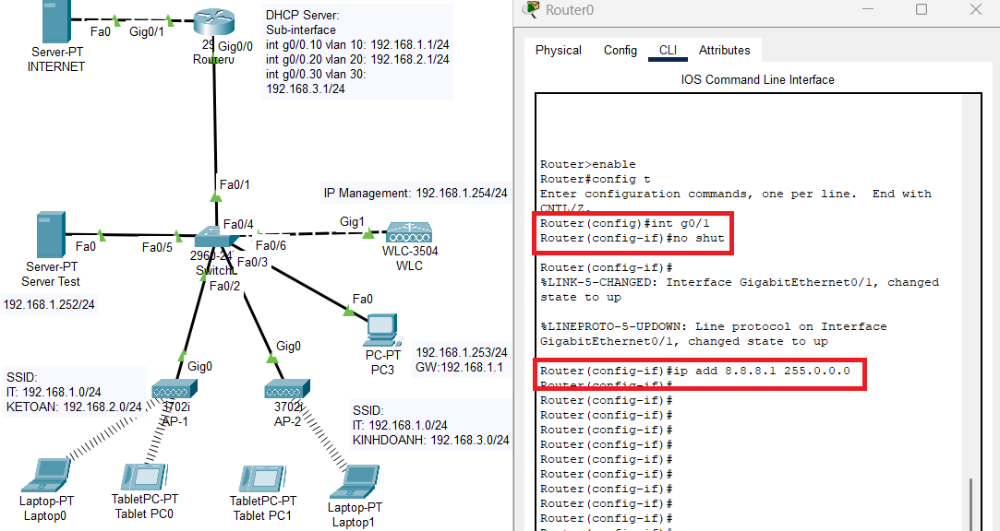 Server-PT
INTERNET
Fa0
Gig0/1
Gig0/0
DHCP Server:
Sub-interface
int g0/0.10 vlan 10: 192.168.1.1/24
int g0/0.20 vlan 20: 192.168.2.1/24
int g0/0.30 vlan 30:
192.168.3.1/24
Fa0/1
IP Management: 192.168.1.254/24
Fa0/4
Gig1
WLC-3504
WLC
Fa0
Fa0/5
Fa0/6
Fa0/3
Fa0/2
Server-PT
Server Test
192.168.1.252/24
Fa0
PC-PT
PC3
192.168.1.253/24
GW:192.168.1.1
Gig0
Gig0
SSID:
IT: 192.168.1.0/24
KETOAN: 192.168.2.0/24
3702i
AP-1
3702i
AP-2
SSID:
IT: 192.168.1.0/24
KINHDOANH: 192.168.3.0/24
Laptop-PT
Laptop0
TabletPC-PT
Tablet PC0
TabletPC-PT
Tablet PC1
Laptop-PT
Laptop1
Router0
Physical Config CLI Attributes
IOS Command Line Interface
Router>enable
Router#config t
Enter configuration commands, one per line. End with
CNTL/Z.
Router(config)#int g0/1
Router(config-if)#no shut
Router(config-if)#
%LINK-5-CHANGED: Interface GigabitEthernet0/1, changed
state to up
%LINEPROTO-5-UPDOWN: Line protocol on Interface
GigabitEthernet0/1, changed state to up
Router(config-if)#ip add 8.8.8.1 255.0.0.0
Router(config-if)#
Router(config-if)#
Router(config-if)#
Router(config-if)#
Router(config-if)#
Router(config-if)#
Router(config-if)#
Router(config-if)#
Router(config-if)#
Router(config-if)#
Router(config-if)#